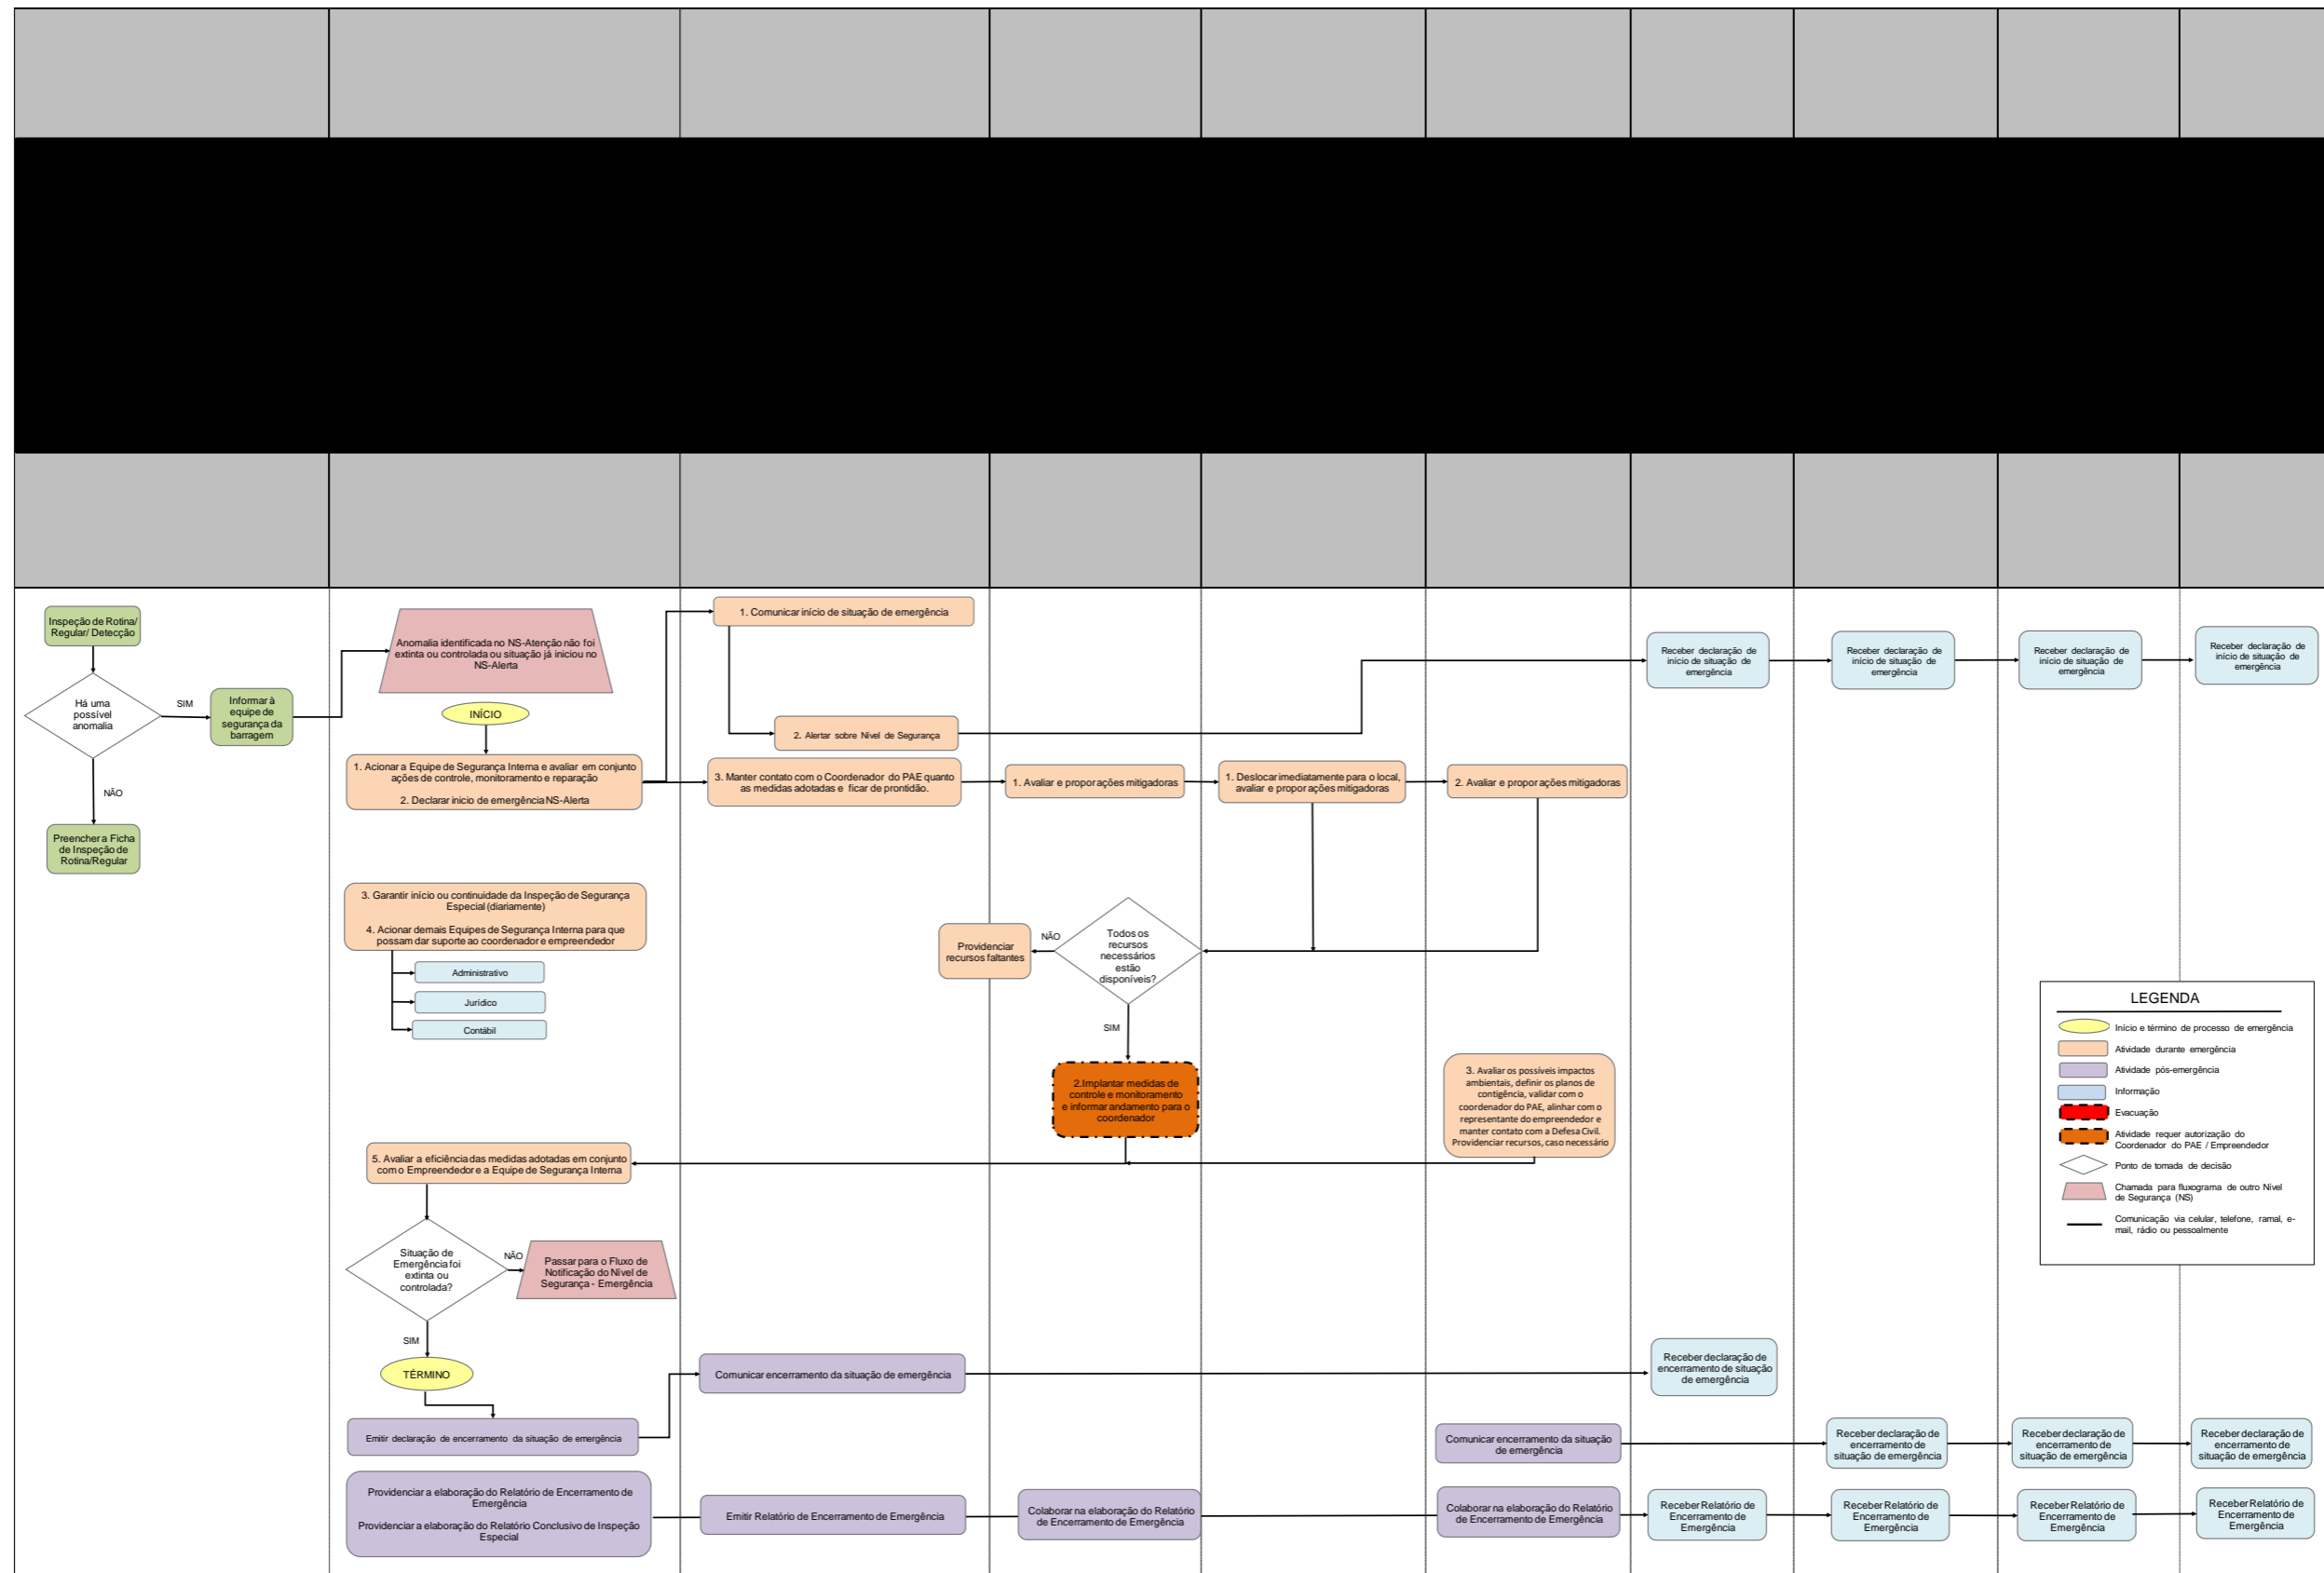 Inspeção de Rotina/
Regular/ Detecção
Há uma
possível
anomalia
SIM
NÃO
Informar à
equipe de
segurança da
barragem
Preencher a Ficha
de Inspeção de
Rotina/Regular
Anomalia identificada no NS-Atenção não foi
extinta ou controlada ou situação já iniciou no
NS-Alerta
INÍCIO
1. Acionar a Equipe de Segurança Interna e avaliar em conjunto
ações de controle, monitoramento e reparação
2. Declarar inicio de emergência NS-Alerta
3. Garantir início ou continuidade da Inspeção de Segurança
Especial (diariamente)
4. Acionar demais Equipes de Segurança Interna para que
possam dar suporte ao coordenador e empreendedor
Administrativo
Jurídico
Contábil
1. Comunicar início de situação de emergência
2. Alertar sobre Nível de Segurança
3. Manter contato com o Coordenador do PAE quanto
as medidas adotadas e ficar de prontidão.
1. Avaliar e propor ações mitigadoras
1. Deslocar imediatamente para o local,
avaliar e propor ações mitigadoras
2. Avaliar e propor ações mitigadoras
Receber declaração de
início de situação de
emergência
Receber declaração de
início de situação de
emergência
Receber declaração de
início de situação de
emergência
Receber declaração de
início de situação de
emergência
Providenciar
recursos faltantes
NÃO
Todos os
recursos
necessários
estão
disponíveis?
SIM
2.Implantar medidas de
controle e monitoramento
e informar andamento para o
coordenador
3. Avaliar os possíveis impactos
ambientais, definir os planos de
contigência, validar com o
coordenador do PAE, alinhar com o
representante do empreendedor e
manter contato com a Defesa Civil.
Providenciar recursos, caso necessário
LEGENDA
Início e término de processo de emergência
Atividade durante emergência
Atividade pós-emergência
Informação
Evacuação
Atividade requer autorização do
Coordenador do PAE / Empreendedor
Ponto de tomada de decisão
Chamada para fluxograma de outro Nível
de Segurança (NS)
Comunicação via celular, telefone, ramal, e-
mail, rádio ou pessoalmente
5. Avaliar a eficiência das medidas adotadas em conjunto
com o Empreendedor e a Equipe de Segurança Interna
Situação de
Emergência foi
extinta ou
controlada?
NÃO
Passar para o Fluxo de
Notificação do Nível de
Segurança - Emergência
SIM
TÉRMINO
Emitir declaração de encerramento da situação de emergência
Comunicar encerramento da situação de emergência
Receber declaração de
encerramento de situação
de emergência
Comunicar encerramento da situação
de emergência
Receber declaração de
encerramento de
situação de emergência
Receber declaração de
encerramento de
situação de emergência
Receber declaração de
encerramento de
situação de emergência
Providenciar a elaboração do Relatório de Encerramento de
Emergência
Providenciar a elaboração do Relatório Conclusivo de Inspeção
Especial
Emitir Relatório de Encerramento de Emergência
Colaborar na elaboração do Relatório
de Encerramento de Emergência
Colaborar na elaboração do Relatório
de Encerramento de Emergência
Receber Relatório de
Encerramento de
Emergência
Receber Relatório de
Encerramento de
Emergência
Receber Relatório de
Encerramento de
Emergência
Receber Relatório de
Encerramento de
Emergência